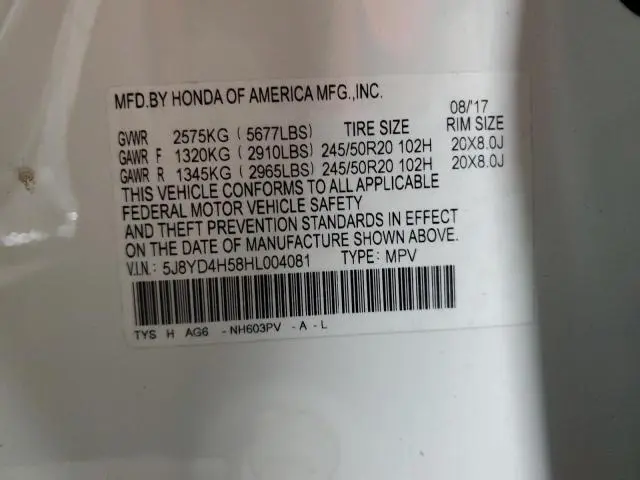 MFD.BY HONDA OF AMERICA MFG.,INC. 08/'17
GVWR 2575KG ( 5677LBS) TIRE SIZE RIM SIZE
GAWR F 1320KG ( 2910LBS) 245/50R20 102H 20X8.0J
GAWR R 1345KG ( 2965LBS) 245/50R20 102H 20X8.0J
THIS VEHICLE CONFORMS TO ALL APPLICABLE
FEDERAL MOTOR VEHICLE SAFETY
AND THEFT PREVENTION STANDARDS IN EFFECT
ON THE DATE OF MANUFACTURE SHOWN ABOVE.
V.I.N.: 5J8YD4H58HL004081 TYPE: MPV
TYS H AG6 -NH603PV -A-L